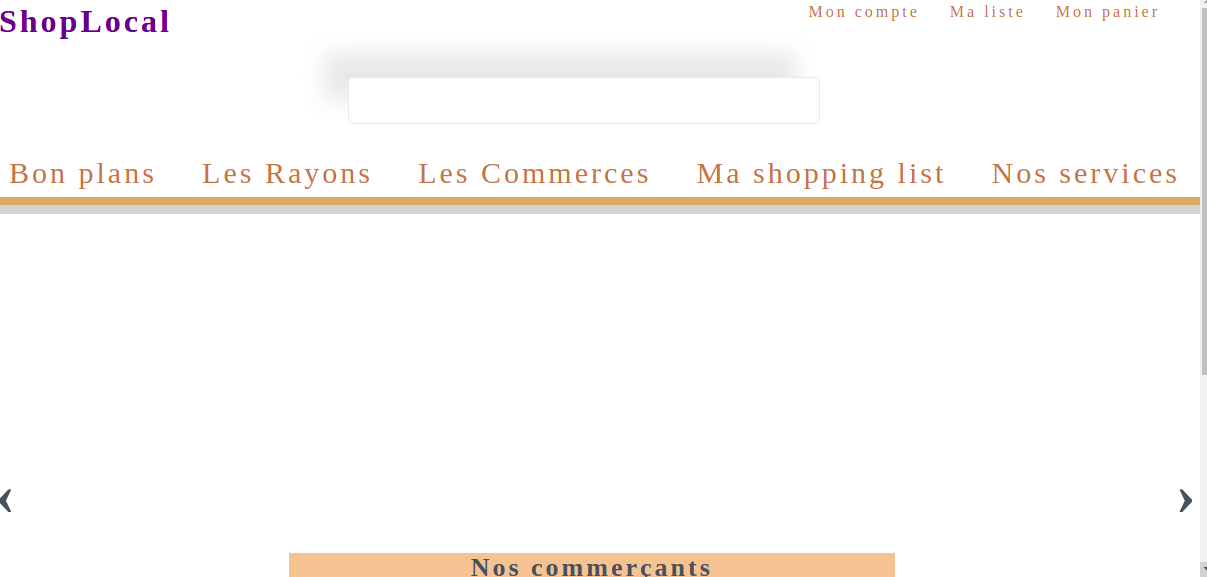 ShopLocal
Mon compte Ma liste Mon panier
Bon plans Les Rayons Les Commerces Ma shopping list Nos services
‹ ›
Nos commerçants